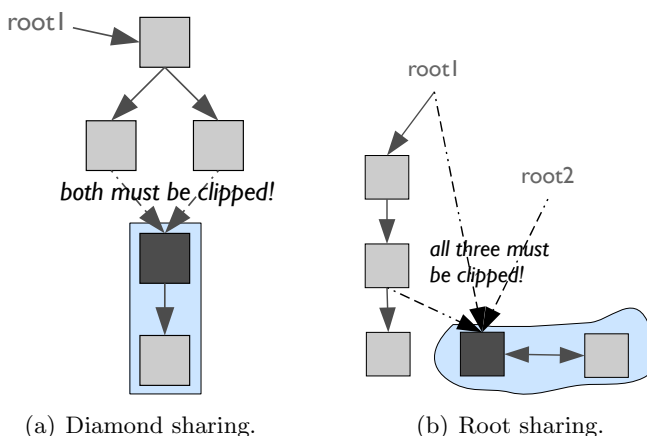 root1
both must be clipped!
root1
root2
all three must
be clipped!
(a) Diamond sharing.
(b) Root sharing.